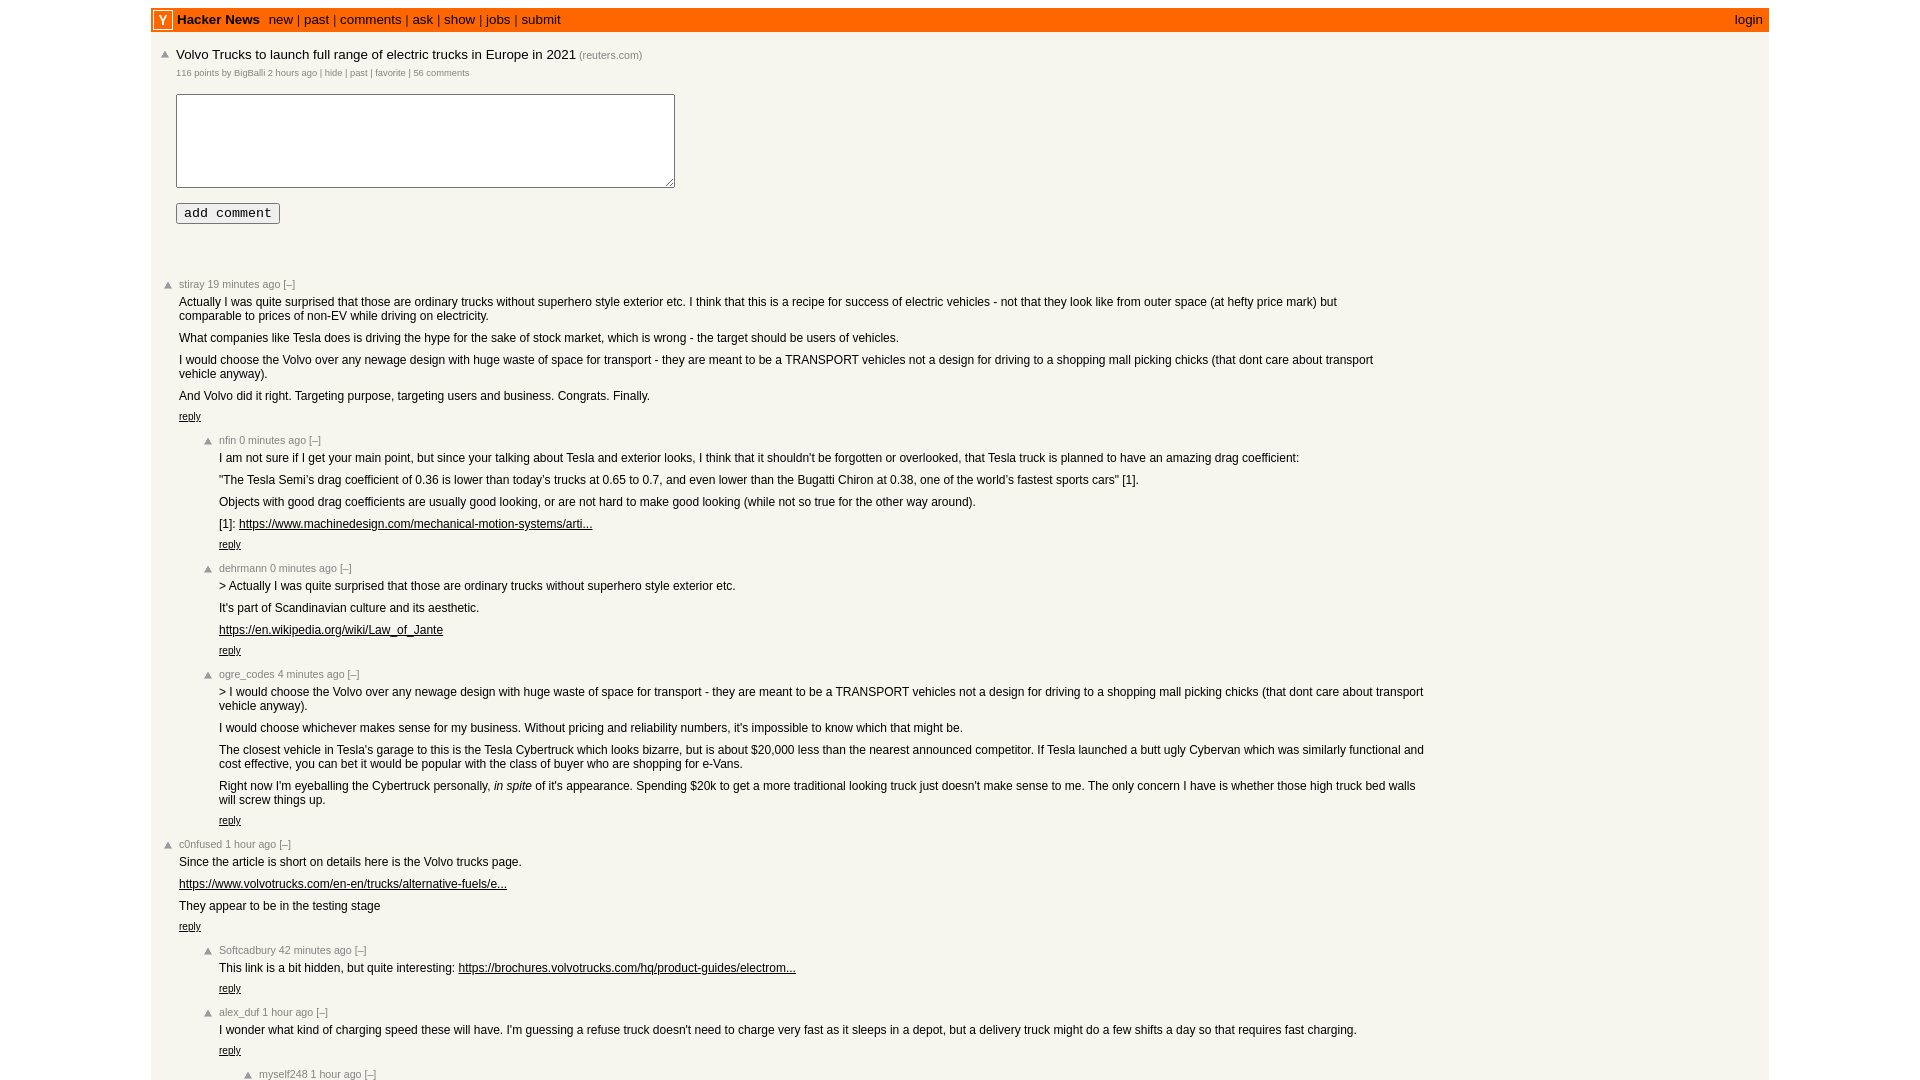 Y Hacker News new | past | comments | ask | show | jobs | submit login
Volvo Trucks to launch full range of electric trucks in Europe in 2021 (reuters.com)
116 points by BigBalli 2 hours ago | hide | past | favorite | 56 comments
add comment
stiray 19 minutes ago [–]
Actually I was quite surprised that those are ordinary trucks without superhero style exterior etc. I think that this is a recipe for success of electric vehicles - not that they look like from outer space (at hefty price mark) but
comparable to prices of non-EV while driving on electricity.
What companies like Tesla does is driving the hype for the sake of stock market, which is wrong - the target should be users of vehicles.
I would choose the Volvo over any newage design with huge waste of space for transport - they are meant to be a TRANSPORT vehicles not a design for driving to a shopping mall picking chicks (that dont care about transport
vehicle anyway).
And Volvo did it right. Targeting purpose, targeting users and business. Congrats. Finally.
reply
nfin 0 minutes ago [–]
I am not sure if I get your main point, but since your talking about Tesla and exterior looks, I think that it shouldn't be forgotten or overlooked, that Tesla truck is planned to have an amazing drag coefficient:
"The Tesla Semi’s drag coefficient of 0.36 is lower than today’s trucks at 0.65 to 0.7, and even lower than the Bugatti Chiron at 0.38, one of the world’s fastest sports cars" [1].
Objects with good drag coefficients are usually good looking, or are not hard to make good looking (while not so true for the other way around).
[1]: https://www.machinedesign.com/mechanical-motion-systems/arti...
reply
dehrmann 0 minutes ago [–]
> Actually I was quite surprised that those are ordinary trucks without superhero style exterior etc.
It's part of Scandinavian culture and its aesthetic.
https://en.wikipedia.org/wiki/Law_of_Jante
reply
ogre_codes 4 minutes ago [–]
> I would choose the Volvo over any newage design with huge waste of space for transport - they are meant to be a TRANSPORT vehicles not a design for driving to a shopping mall picking chicks (that dont care about transport
vehicle anyway).
I would choose whichever makes sense for my business. Without pricing and reliability numbers, it's impossible to know which that might be.
The closest vehicle in Tesla's garage to this is the Tesla Cybertruck which looks bizarre, but is about $20,000 less than the nearest announced competitor. If Tesla launched a butt ugly Cybervan which was similarly functional and
cost effective, you can bet it would be popular with the class of buyer who are shopping for e-Vans.
Right now I'm eyeballing the Cybertruck personally, in spite of it's appearance. Spending $20k to get a more traditional looking truck just doesn't make sense to me. The only concern I have is whether those high truck bed walls
will screw things up.
reply
c0nfused 1 hour ago [–]
Since the article is short on details here is the Volvo trucks page.
https://www.volvotrucks.com/en-en/trucks/alternative-fuels/e...
They appear to be in the testing stage
reply
Softcadbury 42 minutes ago [–]
This link is a bit hidden, but quite interesting: https://brochures.volvotrucks.com/hq/product-guides/electrom...
reply
alex_duf 1 hour ago [–]
I wonder what kind of charging speed these will have. I'm guessing a refuse truck doesn't need to charge very fast as it sleeps in a depot, but a delivery truck might do a few shifts a day so that requires fast charging.
reply
myself248 1 hour ago [–]